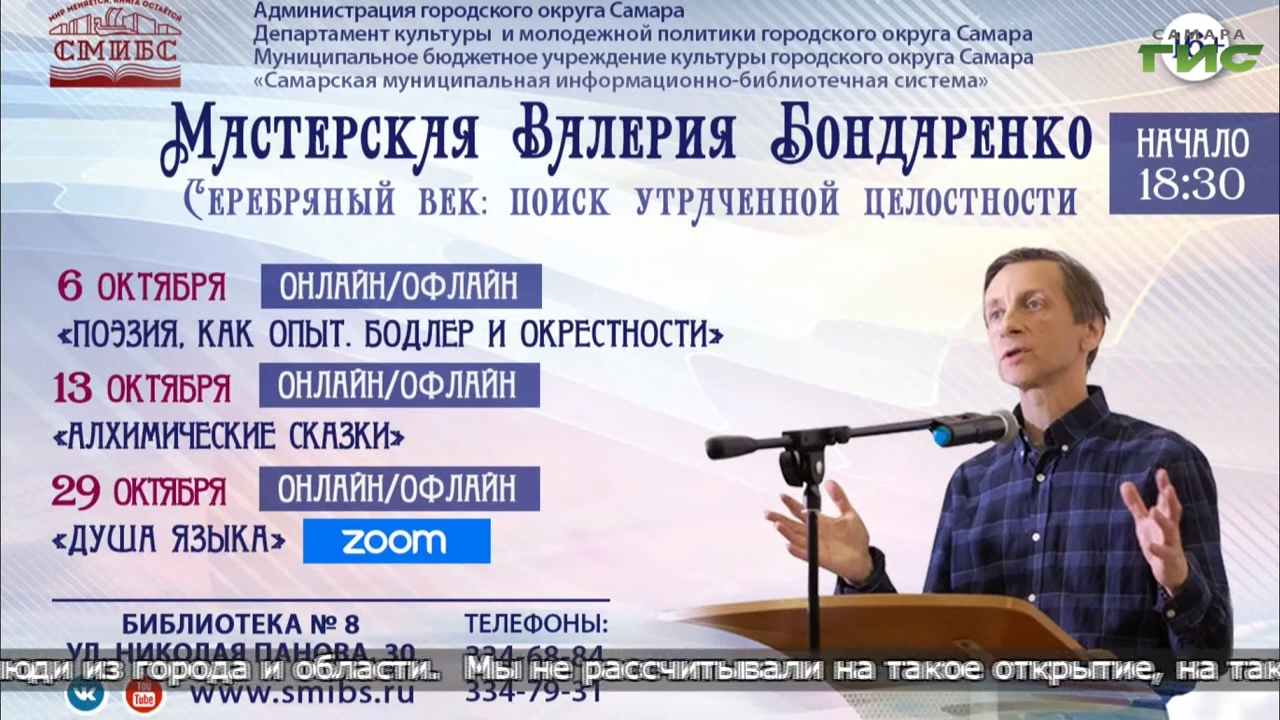 МИР МЕНЯЕТСЯ, КНИГА ОСТАЁТСЯ
СМИБС
Администрация городского округа Самара
Департамент культуры и молодежной политики городского округа Самара
Муниципальное бюджетное учреждение культуры городского округа Самара
«Самарская муниципальная информационно-библиотечная система»
16+
САМАРА
ГИС
Мастерская Валерия Бондаренко
Серебряный век: поиск утраченной целостности
НАЧАЛО
18:30
6 ОКТЯБРЯ ОНЛАЙН/ОФЛАЙН
«ПОЭЗИЯ, КАК ОПЫТ. БОДЛЕР И ОКРЕСТНОСТИ»
13 ОКТЯБРЯ ОНЛАЙН/ОФЛАЙН
«АЛХИМИЧЕСКИЕ СКАЗКИ»
29 ОКТЯБРЯ ОНЛАЙН/ОФЛАЙН
«ДУША ЯЗЫКА» zoom
БИБЛИОТЕКА № 8 ТЕЛЕФОНЫ:
УЛ. НИКОЛАЯ ПАНОВА, 30 334-68-84
юди из города и области. Мы не рассчитывали на такое открытие, на так
You Tube www.smibs.ru 334-79-31